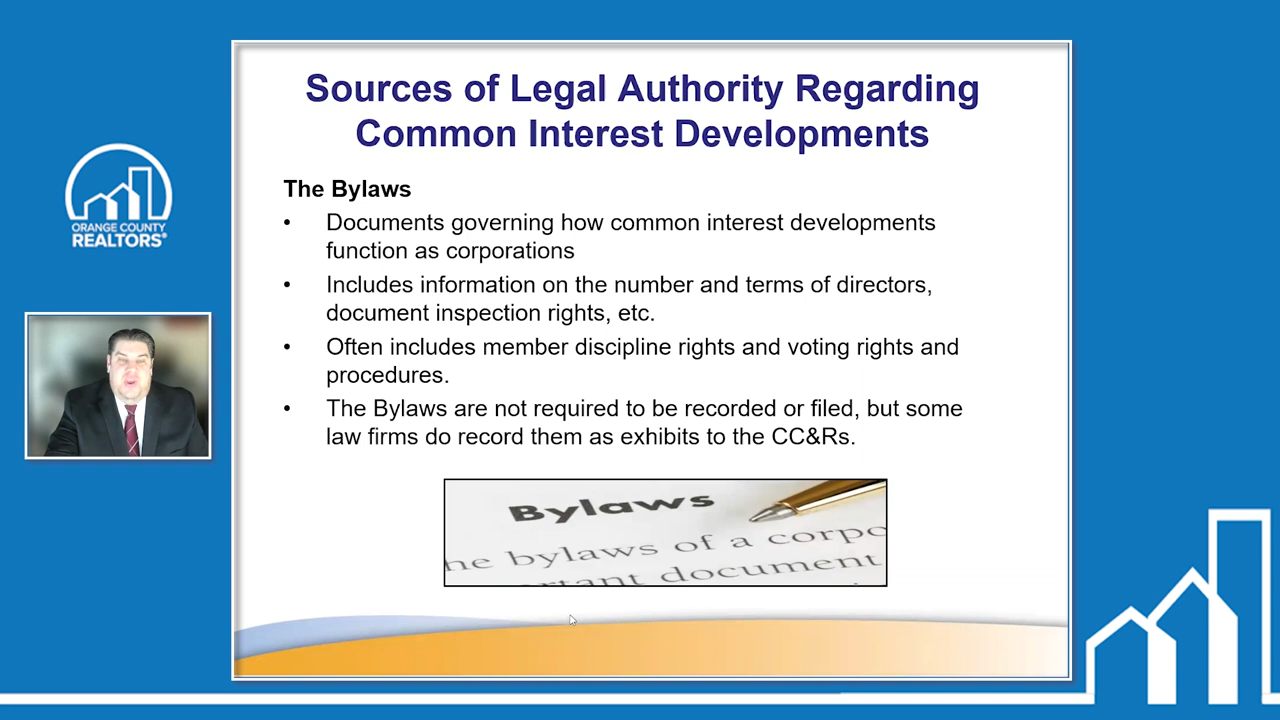 Sources of Legal Authority Regarding
Common Interest Developments
The Bylaws
• Documents governing how common interest developments
function as corporations
• Includes information on the number and terms of directors,
document inspection rights, etc.
• Often includes member discipline rights and voting rights and
procedures.
• The Bylaws are not required to be recorded or filed, but some
law firms do record them as exhibits to the CC&Rs.
ORANGE COUNTY
REALTORS®
Bylaws
he bylaws of a corpo
ortant document